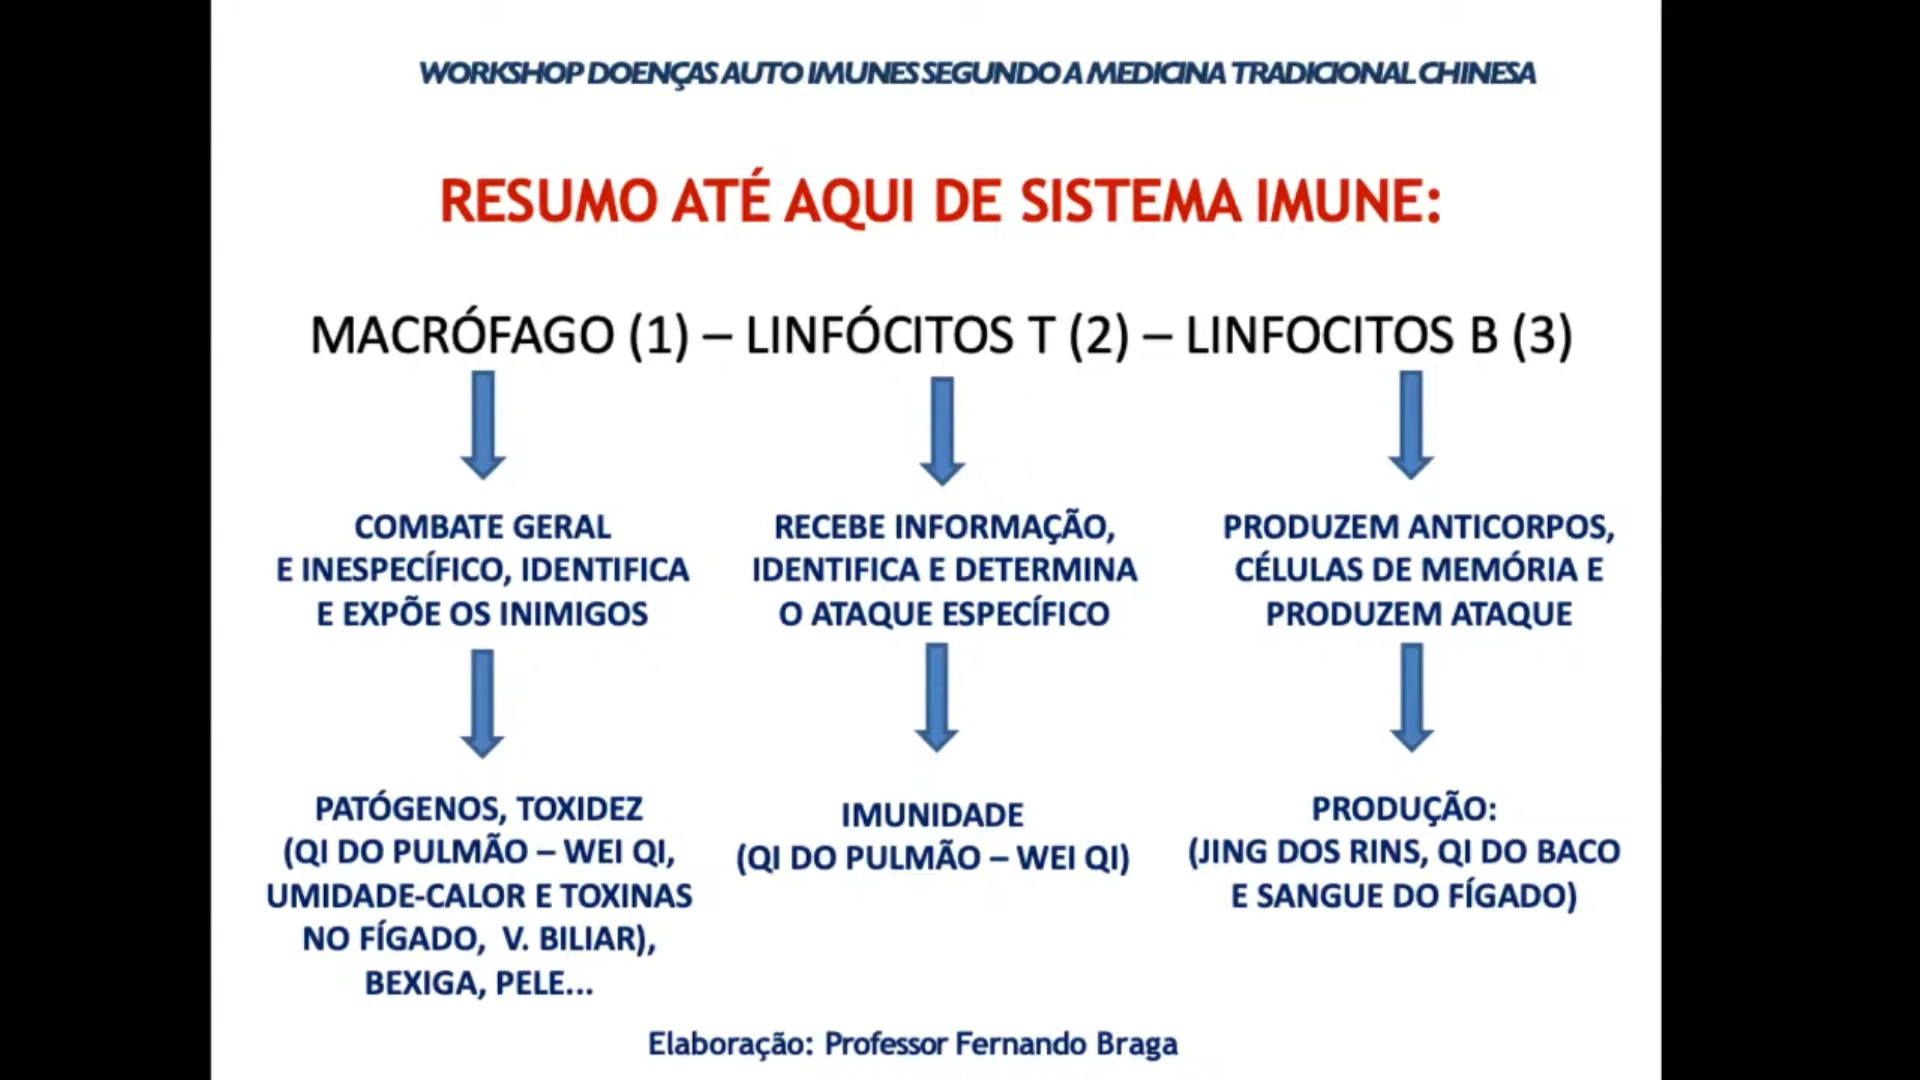 WORKSHOP DOENÇAS AUTO IMUNES SEGUNDO A MEDICINA TRADICIONAL CHINESA
RESUMO ATÉ AQUI DE SISTEMA IMUNE:
MACRÓFAGO (1) – LINFÓCITOS T (2) – LINFOCITOS B (3)
COMBATE GERAL
E INESPECÍFICO, IDENTIFICA
E EXPÕE OS INIMIGOS
RECEBE INFORMAÇÃO,
IDENTIFICA E DETERMINA
O ATAQUE ESPECÍFICO
PRODUZEM ANTICORPOS,
CÉLULAS DE MEMÓRIA E
PRODUZEM ATAQUE
PATÓGENOS, TOXIDEZ
(QI DO PULMÃO – WEI QI,
UMIDADE-CALOR E TOXINAS
NO FÍGADO, V. BILIAR),
BEXIGA, PELE...
IMUNIDADE
(QI DO PULMÃO – WEI QI)
PRODUÇÃO:
(JING DOS RINS, QI DO BACO
E SANGUE DO FÍGADO)
Elaboração: Professor Fernando Braga